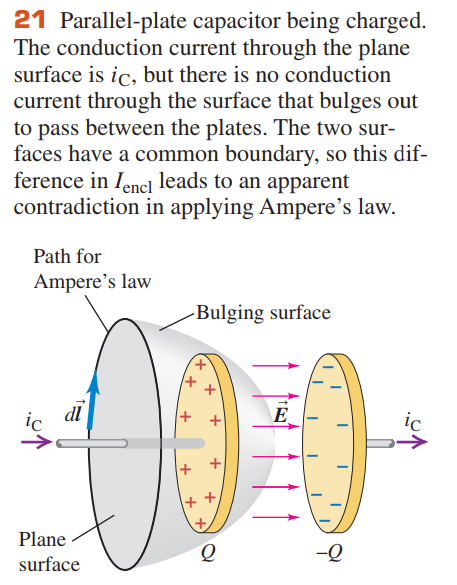 21 Parallel-plate capacitor being charged.
The conduction current through the plane
surface is iC, but there is no conduction
current through the surface that bulges out
to pass between the plates. The two sur-
faces have a common boundary, so this dif-
ference in Iencl leads to an apparent
contradiction in applying Ampere's law.
Path for
Ampere's law
Bulging surface
iC
dl⃗
E⃗
iC
Plane
surface
Q
-Q